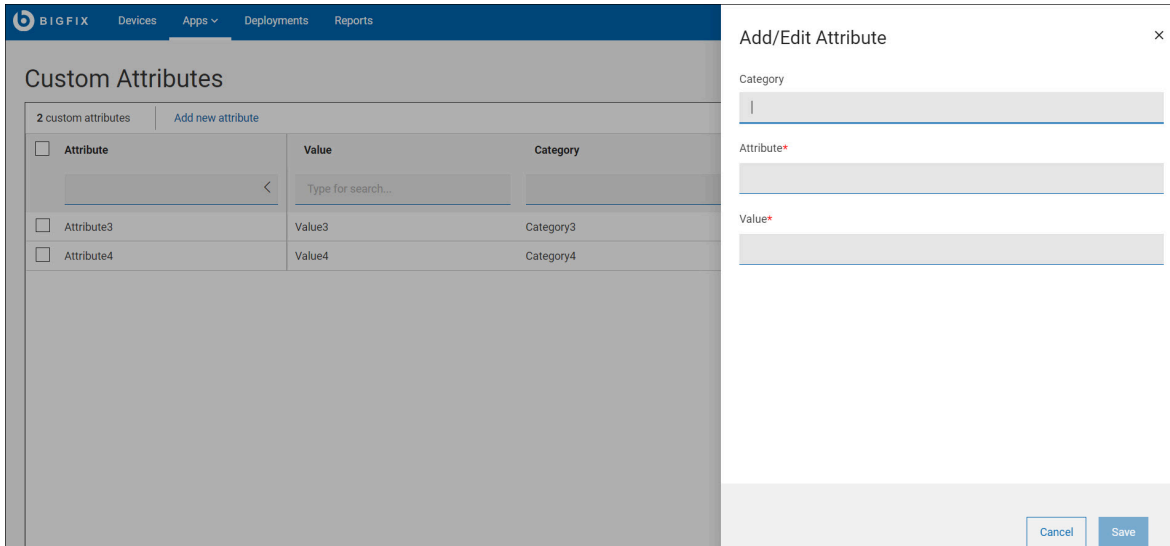 BIGFIX Devices Apps Deployments Reports
Custom Attributes
2 custom attributes Add new attribute
Attribute Value Category
Type for search...
Attribute3 Value3 Category3
Attribute4 Value4 Category4
Add/Edit Attribute
Category
Attribute*
Value*
Cancel Save